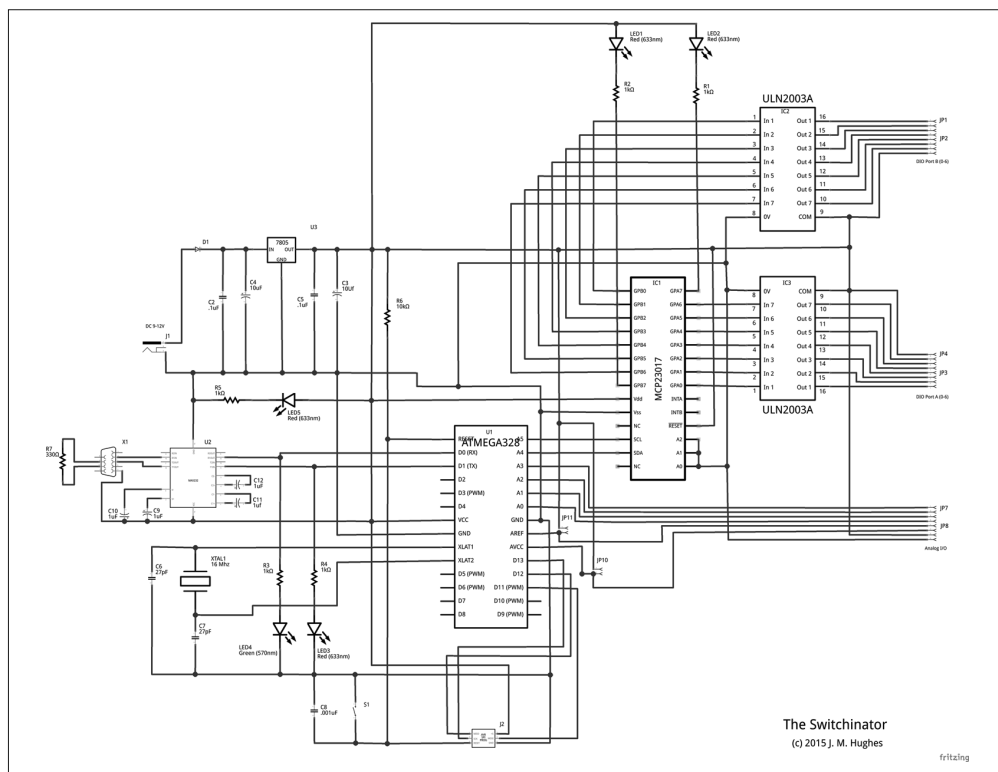 LED1
Red (633nm)
LED2
Red (633nm)
R2
1kΩ
R1
1kΩ
ULN2003A
IC2
1 In 1 Out 1 16
2 In 2 Out 2 15
3 In 3 Out 3 14
4 In 4 Out 4 13
5 In 5 Out 5 12
6 In 6 Out 6 11
7 In 7 Out 7 10
8 0V COM 9
JP1
JP2
DIO Port B (0-6)
U3
D1
7805
IN OUT
GND
C2
.1uF
C4
10uF
C5
.1uF
C3
10Uf
R6
10kΩ
DC 9-12V
J1
IC1
MCP23017
GPB0 GPA7
GPB1 GPA6
GPB2 GPA5
GPB3 GPA4
GPB4 GPA3
GPB5 GPA2
GPB6 GPA1
GPB7 GPA0
Vdd INTA
Vss INTB
NC RESET
SCL A2
SDA A1
NC A0
IC3
8 0V COM 9
7 In 7 Out 7 10
6 In 6 Out 6 11
5 In 5 Out 5 12
4 In 4 Out 4 13
3 In 3 Out 3 14
2 In 2 Out 2 15
1 In 1 Out 1 16
ULN2003A
JP4
JP3
DIO Port A (0-6)
R5
1kΩ
LED5
Red (633nm)
R7
330Ω
X1
U2
C12
1uF
C11
1uf
C10
1uF
C9
1uF
U1
ATMEGA328
RESET A5
D0 (RX) A4
D1 (TX) A3
D2 A2
D3 (PWM) A1
D4 A0
VCC GND
GND AREF
XLAT1 AVCC
XLAT2 D13
D5 (PWM) D12
D6 (PWM) D11 (PWM)
D7 D10 (PWM)
D8 D9 (PWM)
JP11
JP10
JP7
JP8
Analog I/O
C6
27pF
XTAL1
16 Mhz
C7
27pF
R3
1kΩ
R4
1kΩ
LED4
Green (570nm)
LED3
Red (633nm)
C8
.001uF
S1
J2
The Switchinator
(c) 2015 J. M. Hughes
fritzing